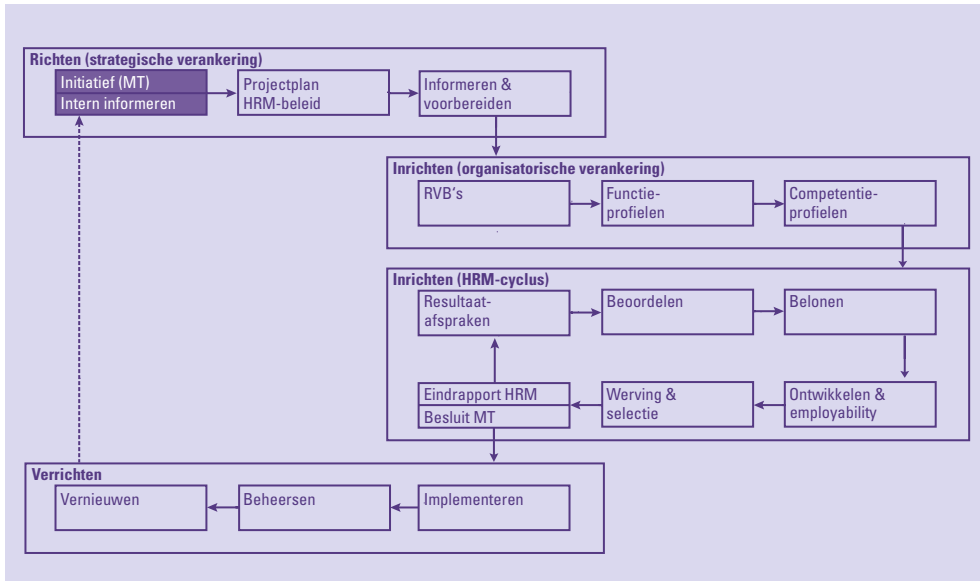 Richten (strategische verankering)
Initiatief (MT)
Intern informeren
Projectplan
HRM-beleid
Informeren &
voorbereiden
Inrichten (organisatorische verankering)
RVB's
Functie-
profielen
Competentie-
profielen
Inrichten (HRM-cyclus)
Resultaat-
afspraken
Beoordelen
Belonen
Eindrapport HRM
Besluit MT
Werving &
selectie
Ontwikkelen &
employability
Verrichten
Vernieuwen
Beheersen
Implementeren